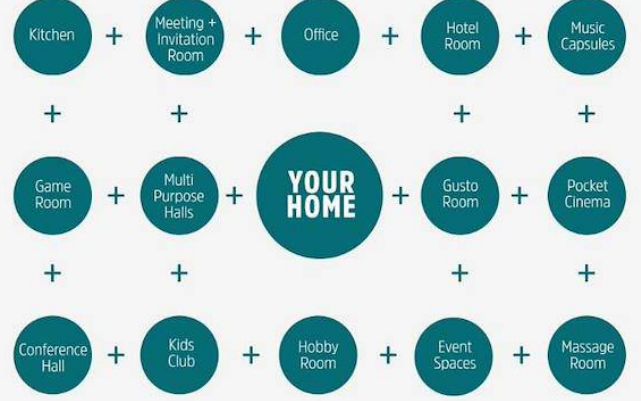 Kitchen
+
Meeting +
Invitation
Room
+
Office
+
Hotel
Room
+
Music
Capsules
+
+
+
+
Game
Room
+
Multi
Purpose
Halls
+
YOUR
HOME
+
Gusto
Room
+
Pocket
Cinema
+
+
+
+
Conference
Hall
+
Kids
Club
+
Hobby
Room
+
Event
Spaces
+
Massage
Room